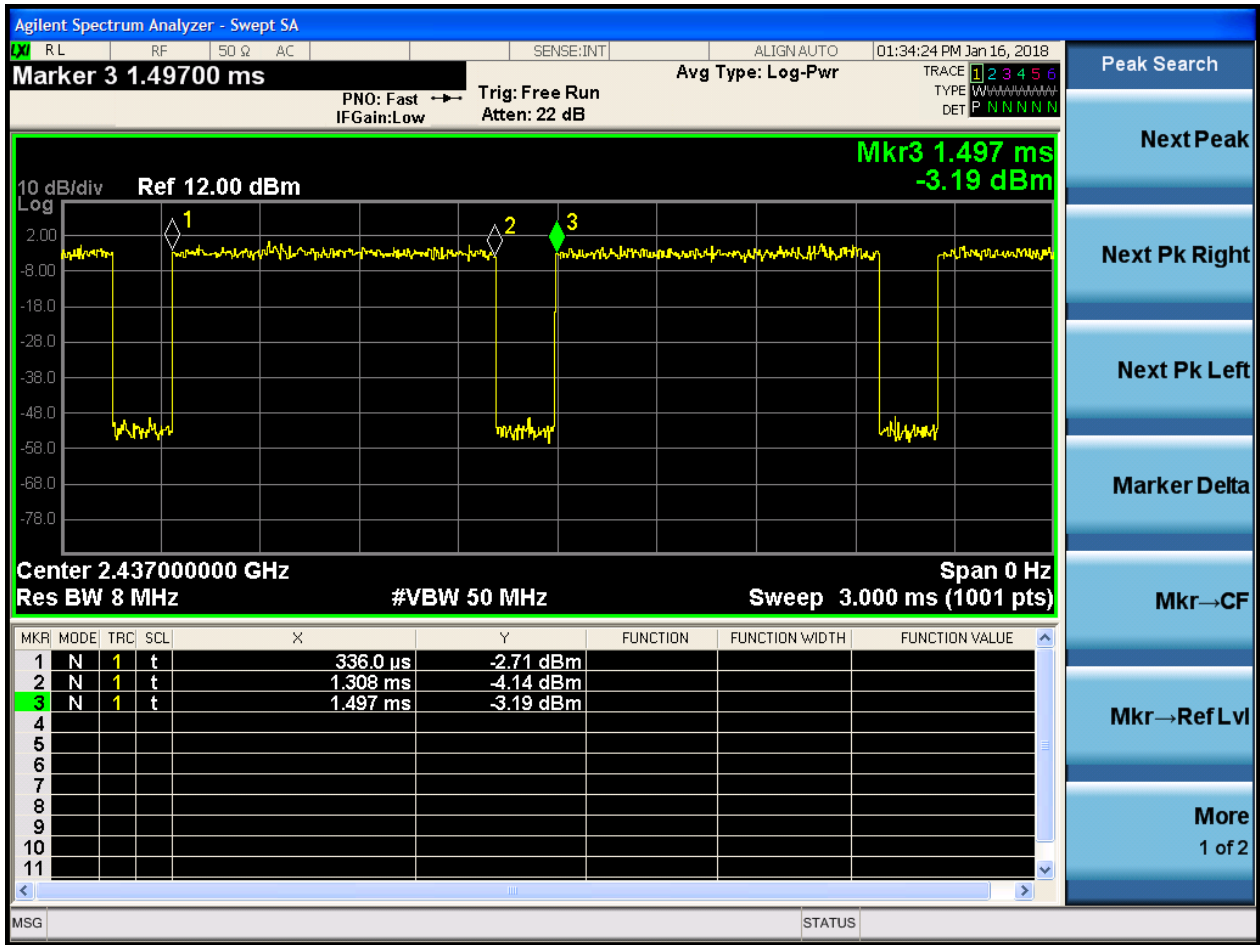 Agilent Spectrum Analyzer - Swept SA
LXI RL RF 50 Ω AC SENSE:INT ALIGN AUTO 01:34:24 PM Jan 16, 2018
Marker 3 1.49700 ms
PNO: Fast
IFGain:Low
Trig: Free Run
Atten: 22 dB
Avg Type: Log-Pwr
TRACE 1 2 3 4 5 6
TYPE WWWWWW
DET P N N N N N
Mkr3 1.497 ms
-3.19 dBm
10 dB/div Ref 12.00 dBm
Log
1 2 3
2.00
-8.00
-18.0
-28.0
-38.0
-48.0
-58.0
-68.0
-78.0
Center 2.437000000 GHz Span 0 Hz
Res BW 8 MHz #VBW 50 MHz Sweep 3.000 ms (1001 pts)
MKR MODE TRC SCL X Y FUNCTION FUNCTION WIDTH FUNCTION VALUE
1 N 1 t 336.0 μs -2.71 dBm
2 N 1 t 1.308 ms -4.14 dBm
3 N 1 t 1.497 ms -3.19 dBm
4
5
6
7
8
9
10
11
MSG STATUS
Peak Search
Next Peak
Next Pk Right
Next Pk Left
Marker Delta
Mkr→CF
Mkr→Ref Lvl
More
1 of 2